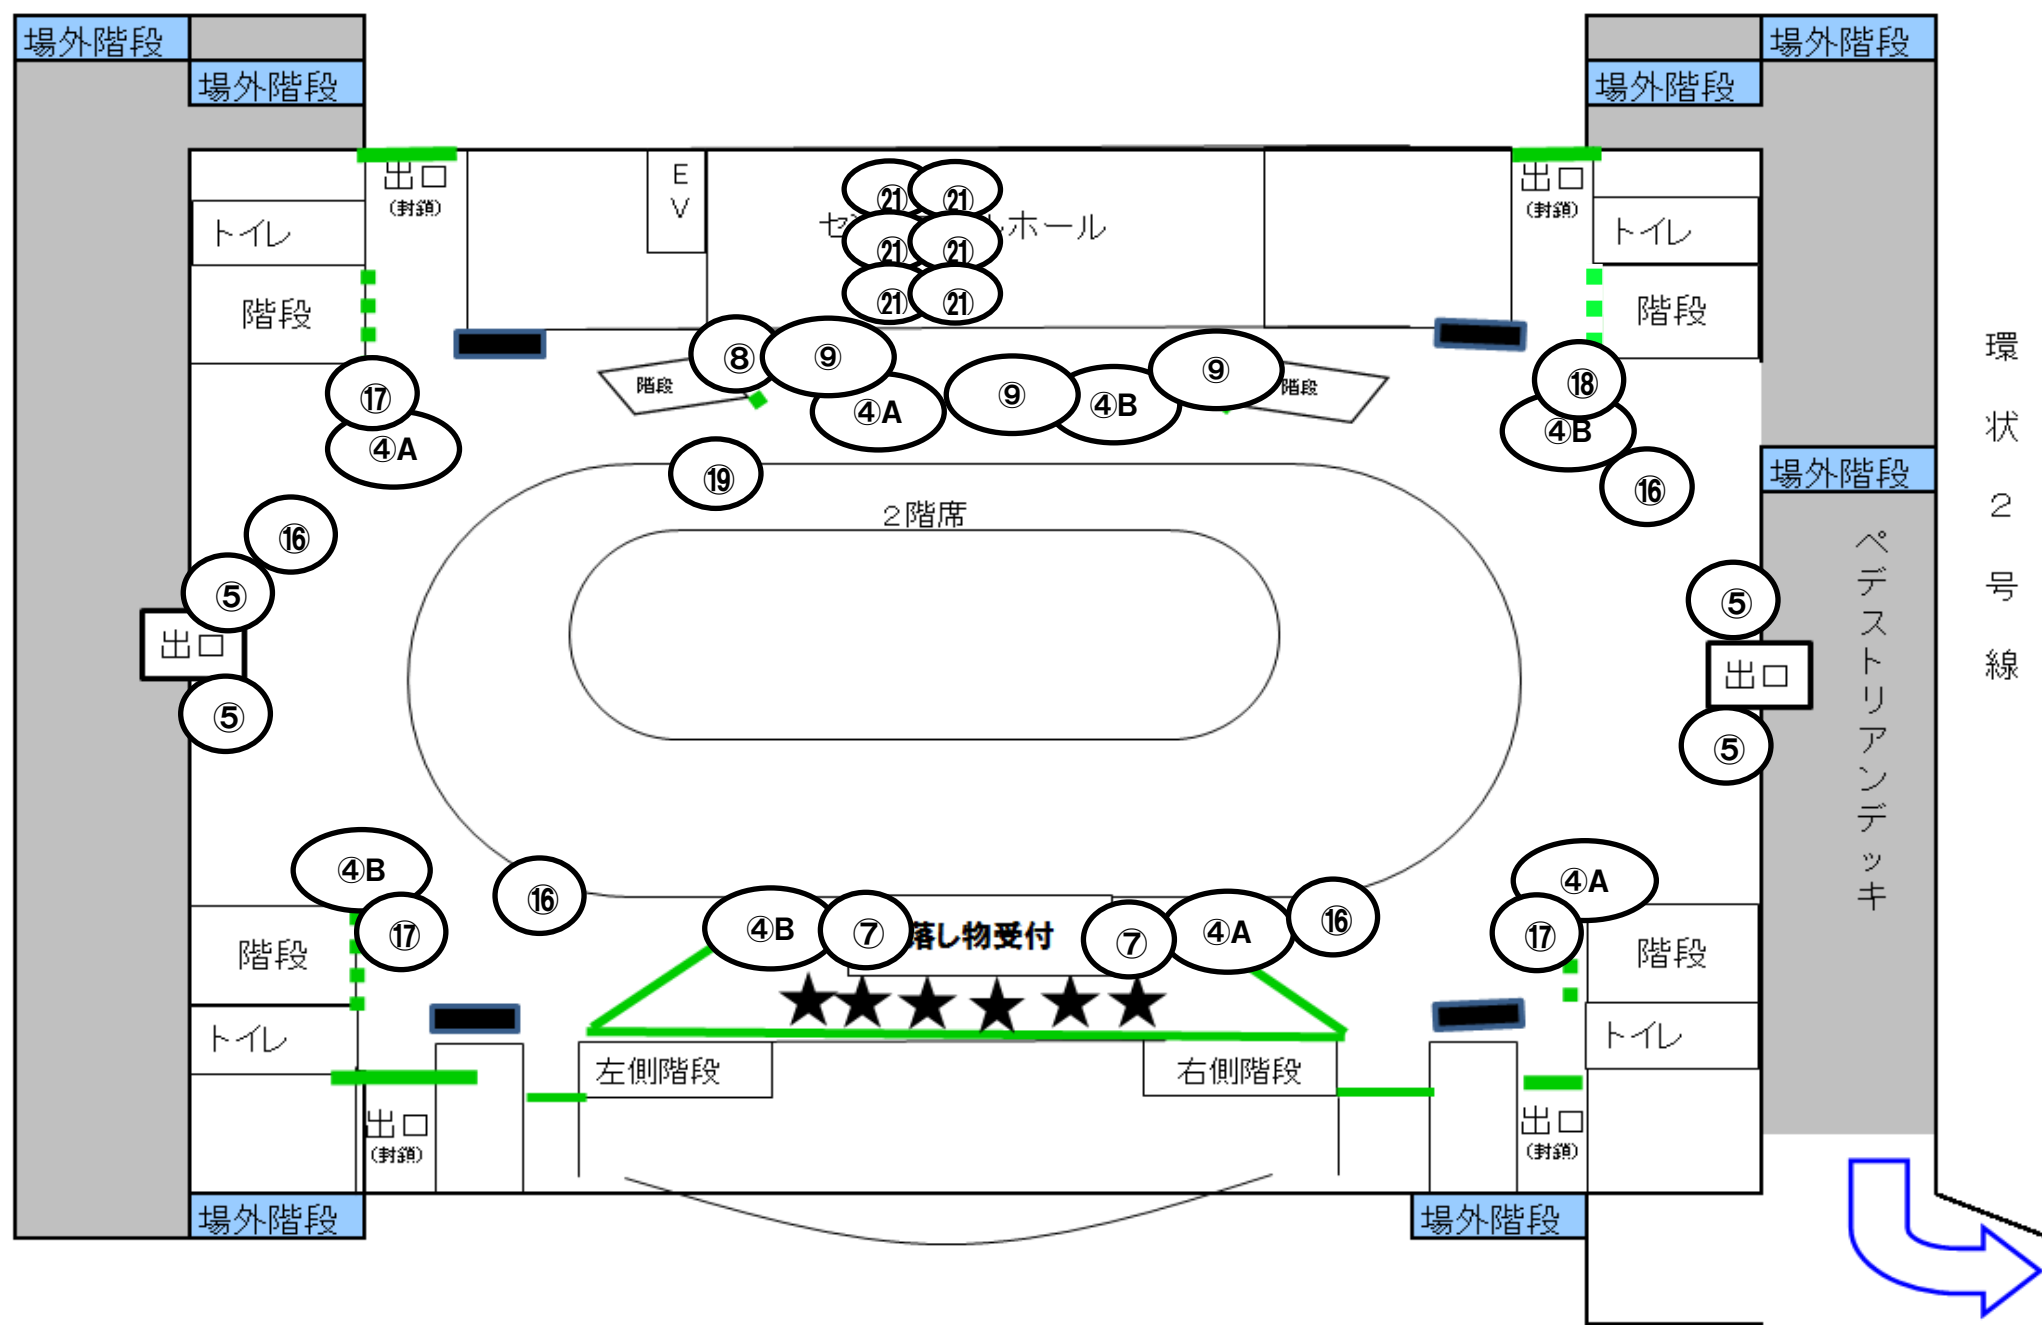 場外階段
場外階段
場外階段
場外階段
出口
(封鎖)
EV
㉑ ㉑
出口
(封鎖)
トイレ
セ
ルホール
㉑ ㉑
トイレ
階段
㉑ ㉑
階段
環状2号線
階段
⑧
⑨
④A
⑨
④B
⑨
階段
⑰
④A
⑱
④B
⑯
場外階段
⑲
2階席
⑯
⑤
出口
⑤
⑤
出口
⑤
ペデストリアンデッキ
④B
⑰
⑯
④B
⑦
落し物受付
⑦
④A
⑯
④A
⑰
階段
階段
★★★★★★
トイレ
トイレ
左側階段
右側階段
出口
(封鎖)
出口
(封鎖)
場外階段
場外階段